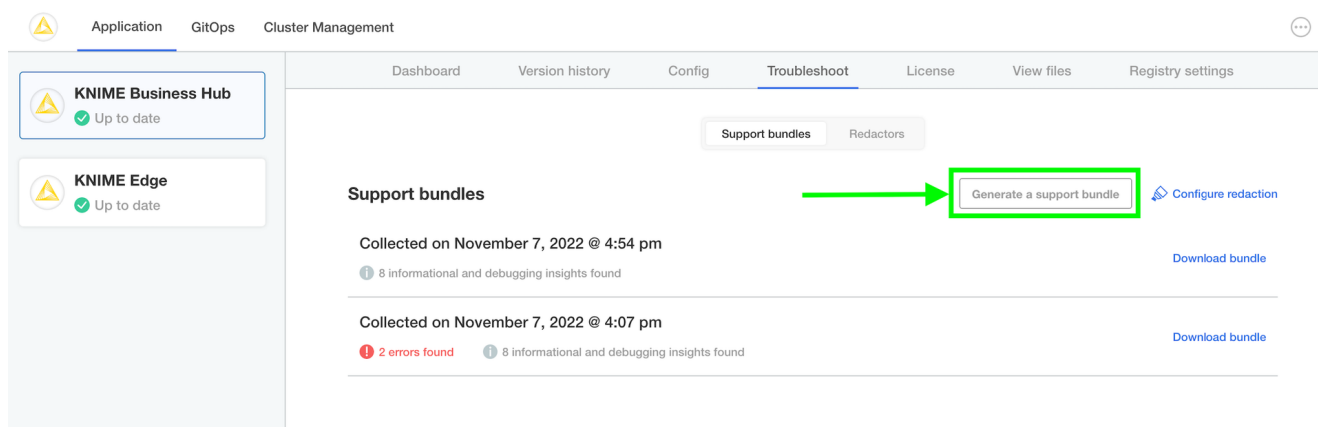 Application GitOps Cluster Management
KNIME Business Hub
Up to date
KNIME Edge
Up to date
Dashboard Version history Config Troubleshoot License View files Registry settings
Support bundles Redactors
Support bundles
Generate a support bundle
Configure redaction
Collected on November 7, 2022 @ 4:54 pm
8 informational and debugging insights found
Download bundle
Collected on November 7, 2022 @ 4:07 pm
2 errors found 8 informational and debugging insights found
Download bundle